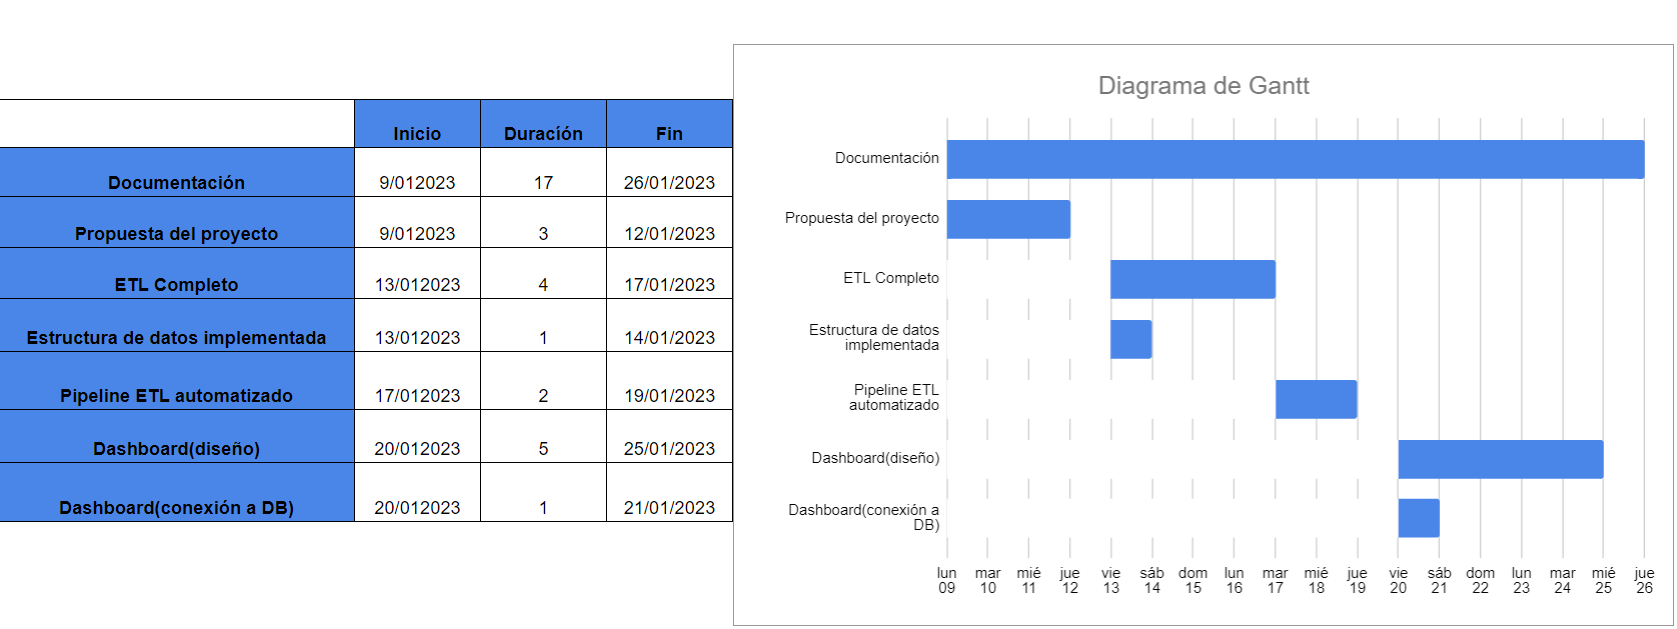 Inicio Duracíón Fin
Documentación 9/012023 17 26/01/2023
Propuesta del proyecto 9/012023 3 12/01/2023
ETL Completo 13/012023 4 17/01/2023
Estructura de datos implementada 13/012023 1 14/01/2023
Pipeline ETL automatizado 17/012023 2 19/01/2023
Dashboard(diseño) 20/012023 5 25/01/2023
Dashboard(conexión a DB) 20/012023 1 21/01/2023
Diagrama de Gantt
Documentación
Propuesta del proyecto
ETL Completo
Estructura de datos
implementada
Pipeline ETL
automatizado
Dashboard(diseño)
Dashboard(conexión a
DB)
lun mar mié jue vie sáb dom lun mar mié jue vie sáb dom lun mar mié jue
09 10 11 12 13 14 15 16 17 18 19 20 21 22 23 24 25 26